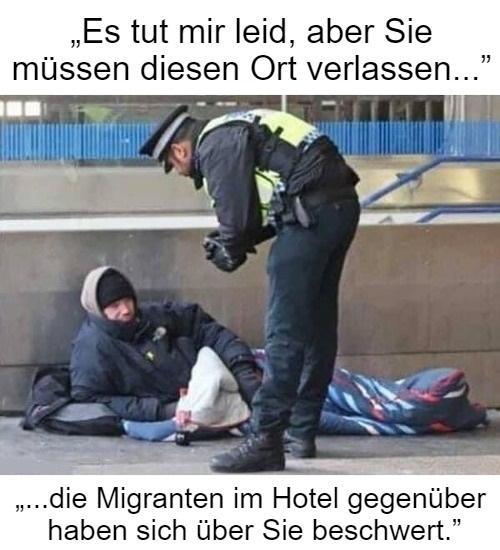 „Es tut mir leid, aber Sie
müssen diesen Ort verlassen...”
„...die Migranten im Hotel gegenüber
haben sich über Sie beschwert.”